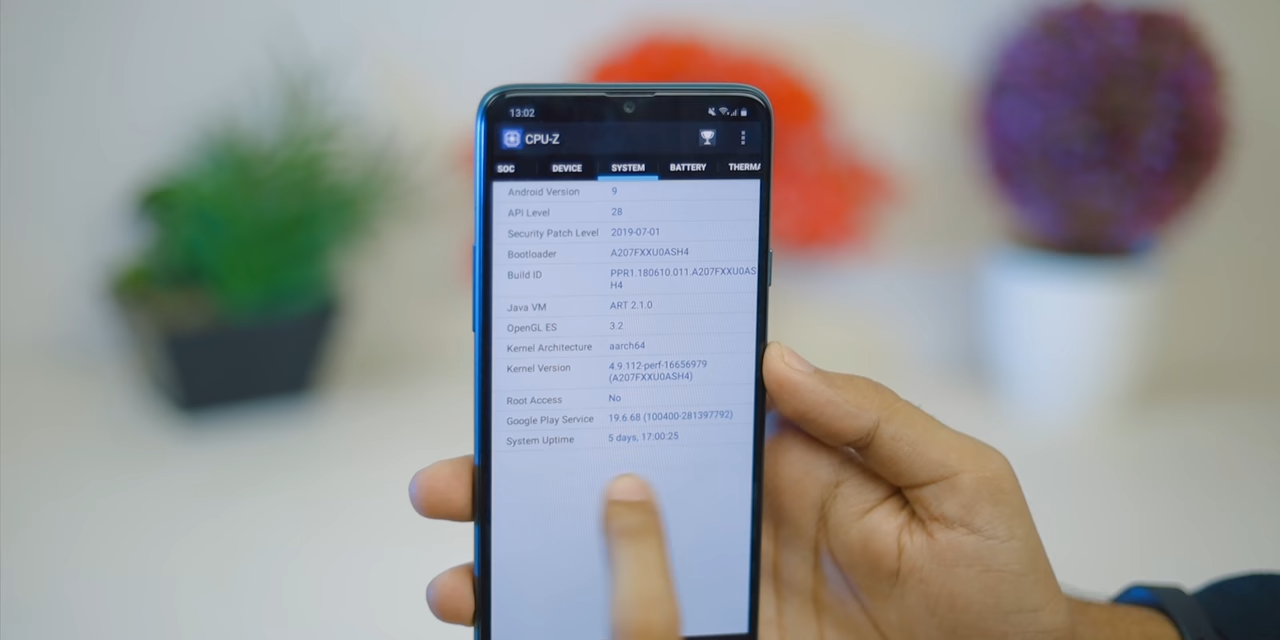 13:02
CPU-Z
SOC DEVICE SYSTEM BATTERY THERMA
Android Version 9
API Level 28
Security Patch Level 2019-07-01
Bootloader A207FXXU0ASH4
Build ID PPR1.180610.011.A207FXXUOAS
H4
Java VM ART 2.1.0
OpenGL ES 3.2
Kernel Architecture aarch64
Kernel Version 4.9.112-perf-16656979
(A207FXXU0ASH4)
Root Access No
Google Play Service 19.6.68 (100400-281397792)
System Uptime 5 days, 17:00:25